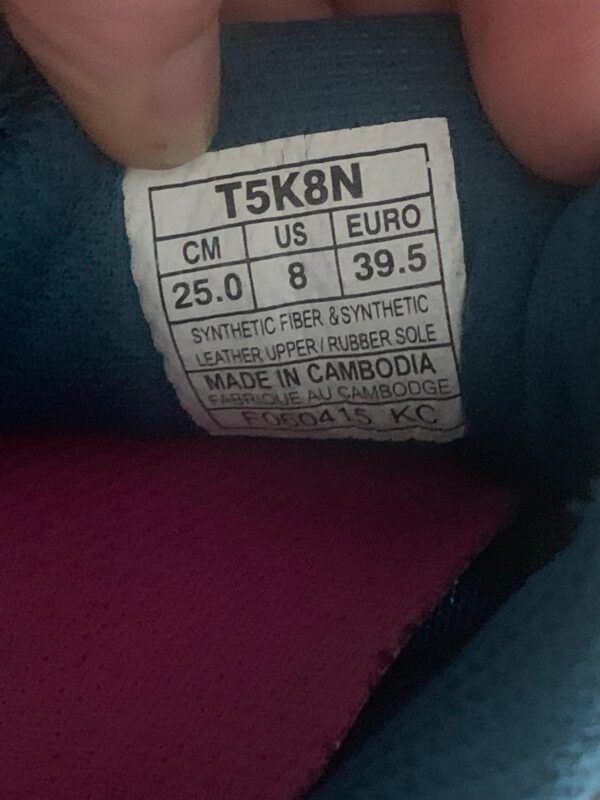 T5K8N
CM US EURO
25.0 8 39.5
SYNTHETIC FIBER &SYNTHETIC
LEATHER UPPER/RUBBER SOLE
MADE IN CAMBODIA
FABRIQUE AU CAMBODGE
F060415 KC